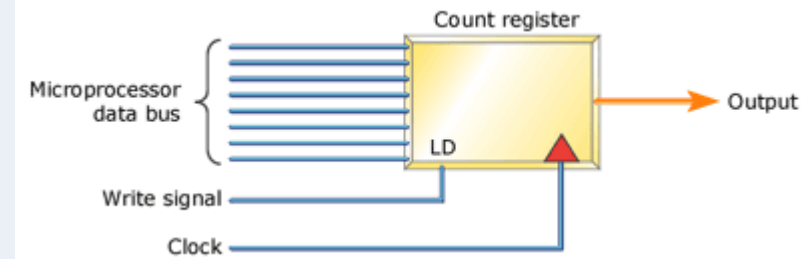 Count register
Microprocessor
data bus
Output
LD
Write signal
Clock